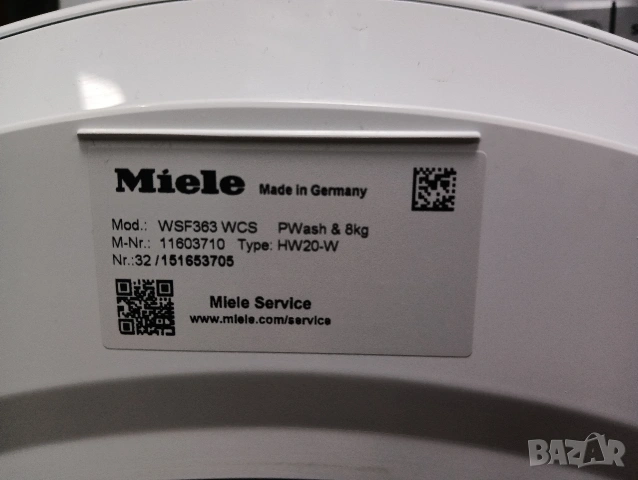 Miele Made in Germany
Mod.: WSF363 WCS PWash & 8kg
M-Nr.: 11603710 Type: HW20-W
Nr.:32 /151653705
Miele Service
www.miele.com/service
BAZAR